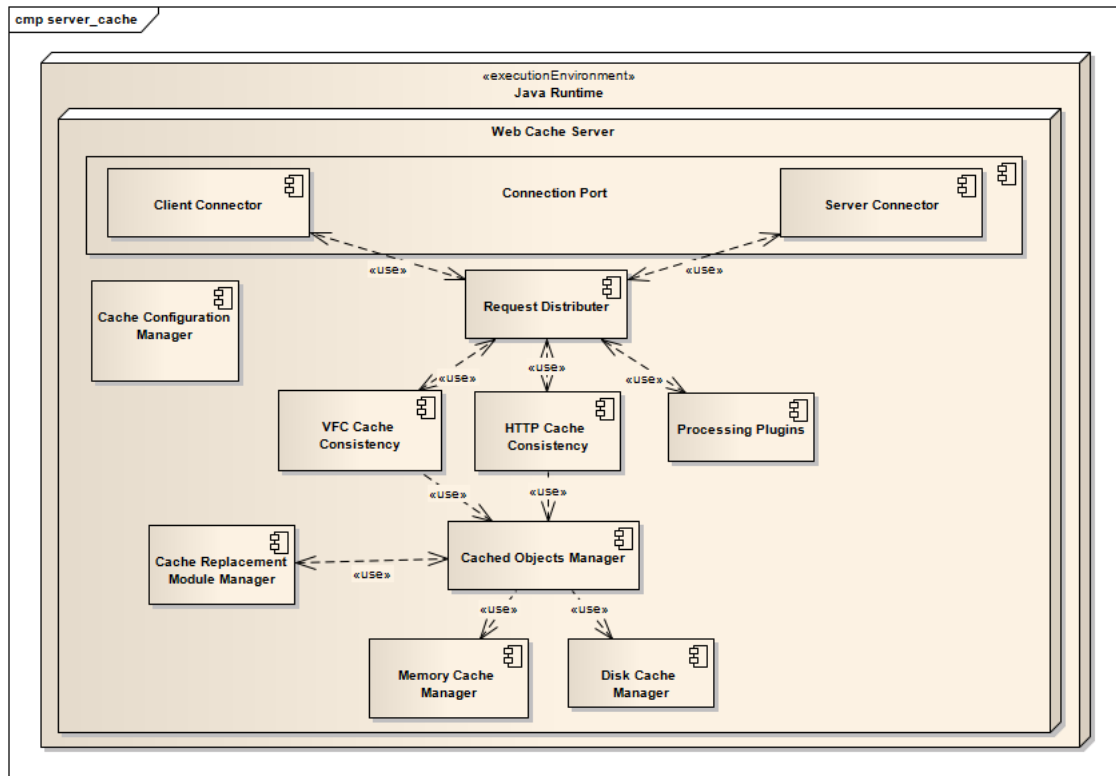 cmp server_cache
«executionEnvironment»
Java Runtime
Web Cache Server
Client Connector
Connection Port
Server Connector
«use»
«use»
Request Distributer
Cache Configuration
Manager
«use»
«use»
«use»
VFC Cache
Consistency
HTTP Cache
Consistency
Processing Plugins
«use»
«use»
Cached Objects Manager
Cache Replacement
Module Manager
«use»
«use»
«use»
Memory Cache
Manager
Disk Cache
Manager